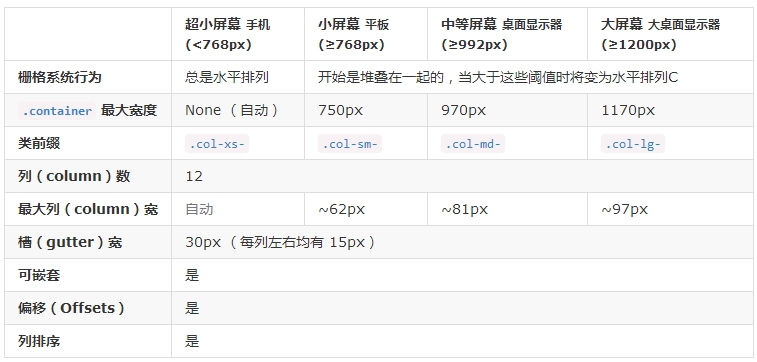 超小屏幕 手机 小屏幕 平板 中等屏幕 桌面显示器 大屏幕 大桌面显示器
(<768px) (≥768px) (≥992px) (≥1200px)
栅格系统行为 总是水平排列 开始是堆叠在一起的，当大于这些阈值时将变为水平排列C
.container 最大宽度 None （自动） 750px 970px 1170px
类前缀 .col-xs- .col-sm- .col-md- .col-lg-
列（column）数 12
最大列（column）宽 自动 ~62px ~81px ~97px
槽（gutter）宽 30px （每列左右均有 15px）
可嵌套 是
偏移（Offsets） 是
列排序 是